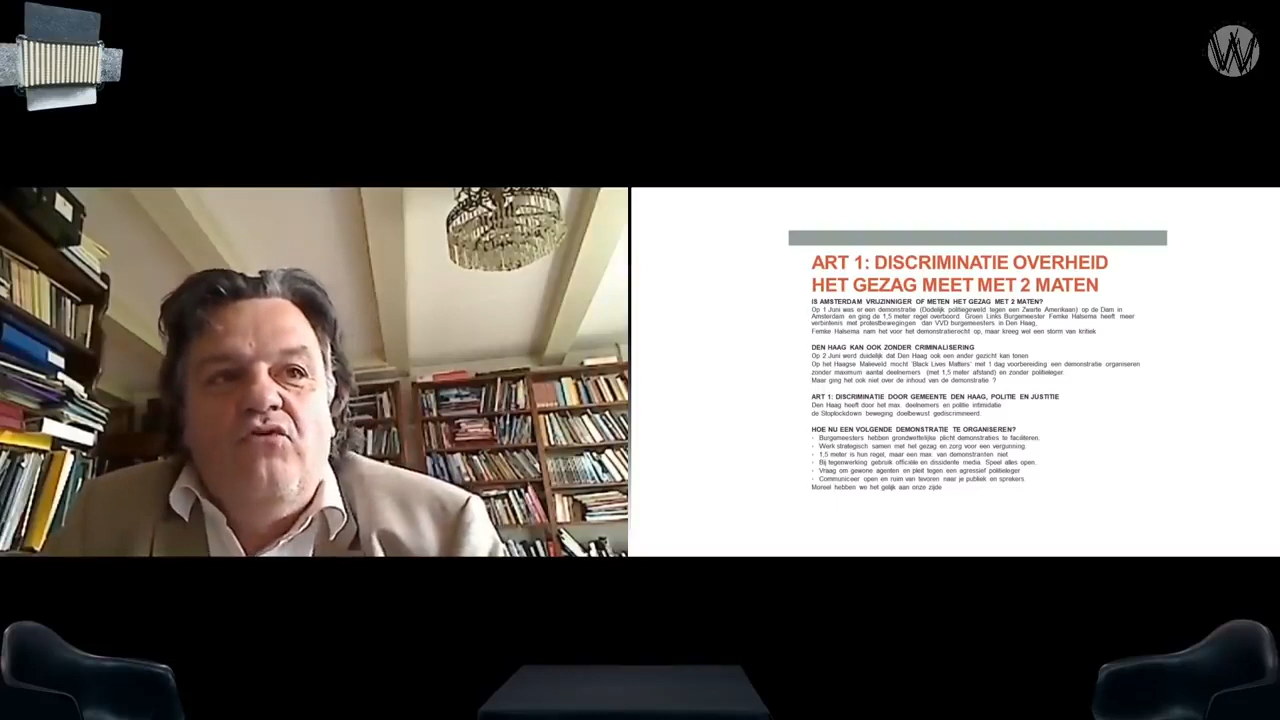 W
ART 1: DISCRIMINATIE OVERHEID
HET GEZAG MEET MET 2 MATEN
IS AMSTERDAM VRIJZINNIGER OF METEN HET GEZAG MET 2 MATEN?
Op 1 Juni was er een demonstratie (Dodelijk politiegeweld tegen een Zwarte Amerikaan) op de Dam in
Amsterdam en ging de 1,5 meter regel overboord. Groen Links Burgemeester Femke Halsema heeft meer
verbintenis met protestbewegingen dan VVD burgemeesters in Den Haag,
Femke Halsema nam het voor het demonstratierecht op, maar kreeg wel een storm van kritiek
DEN HAAG KAN OOK ZONDER CRIMINALISERING
Op 2 Juni werd duidelijk dat Den Haag ook een ander gezicht kan tonen
Op het Haagse Malieveld mocht 'Black Lives Matters' met 1 dag voorbereiding een demonstratie organiseren
zonder maximum aantal deelnemers (met 1,5 meter afstand) en zonder politieleger.
Maar ging het ook niet over de inhoud van de demonstratie ?
ART 1: DISCRIMINATIE DOOR GEMEENTE DEN HAAG, POLITIE EN JUSTITIE
Den Haag heeft door het max. deelnemers en politie intimidatie
de Stoplockdown beweging doelbewust gediscrimineerd.
HOE NU EEN VOLGENDE DEMONSTRATIE TE ORGANISEREN?
· Burgemeesters hebben grondwettelijke plicht demonstraties te faciliteren.
· Werk strategisch samen met het gezag en zorg voor een vergunning
· 1,5 meter is hun regel, maar een max. van demonstranten niet
· Bij tegenwerking gebruik officiële en dissidente media. Speel alles open.
· Vraag om gewone agenten en pleit tegen een agressief politieleger
· Communiceer open en ruim van tevoren naar je publiek en sprekers.
Moreel hebben we het gelijk aan onze zijde